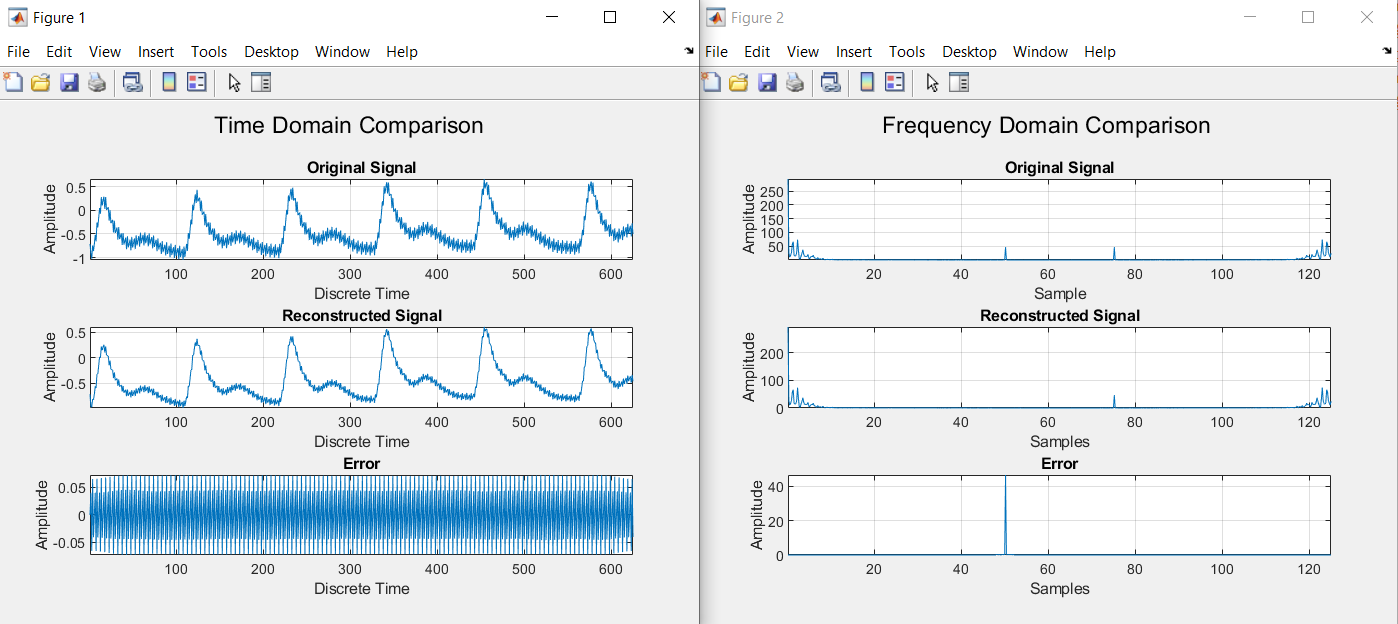 Figure 1
File Edit View Insert Tools Desktop Window Help
Time Domain Comparison
Original Signal
Amplitude
0.5
0
-0.5
-1
100 200 300 400 500 600
Discrete Time
Reconstructed Signal
Amplitude
0.5
0
-0.5
100 200 300 400 500 600
Discrete Time
Error
Amplitude
0.05
0
-0.05
100 200 300 400 500 600
Discrete Time
Figure 2
File Edit View Insert Tools Desktop Window Help
Frequency Domain Comparison
Original Signal
Amplitude
250
200
150
100
50
20 40 60 80 100 120
Sample
Reconstructed Signal
Amplitude
200
100
0
20 40 60 80 100 120
Samples
Error
Amplitude
40
20
0
20 40 60 80 100 120
Samples